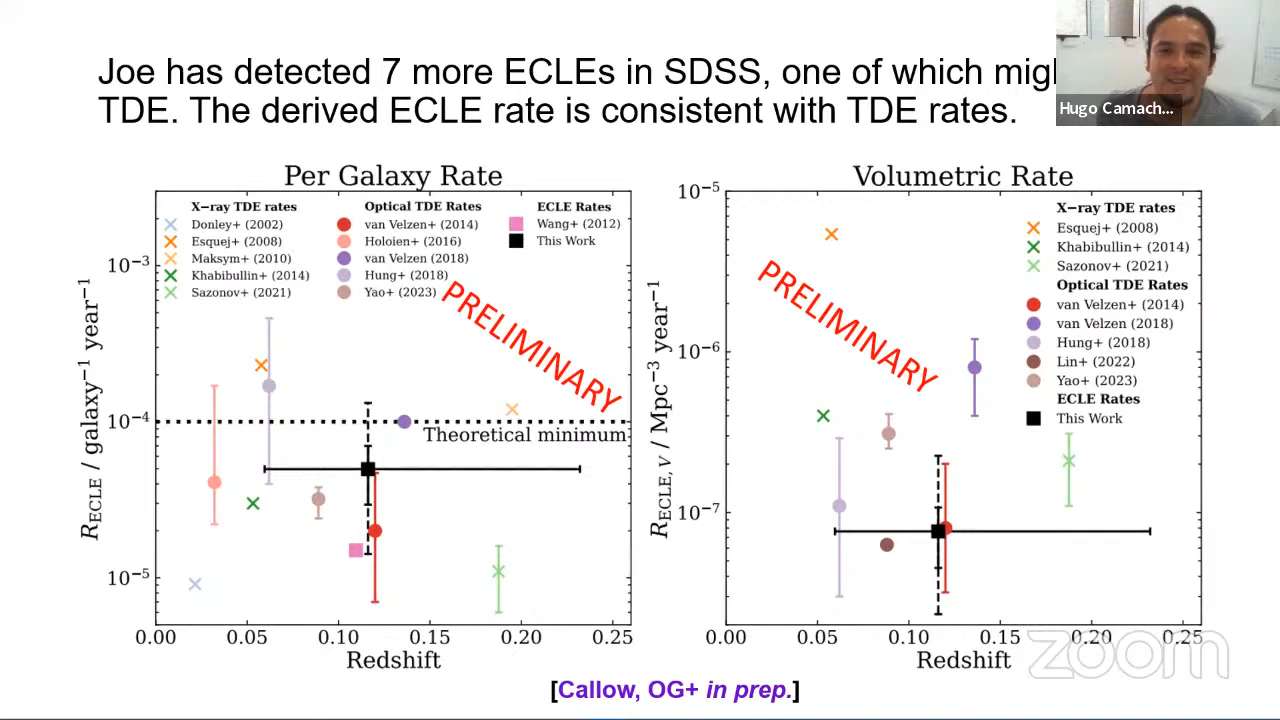 Joe has detected 7 more ECLEs in SDSS, one of which mig
TDE. The derived ECLE rate is consistent with TDE rates.
Hugo Camach...
Per Galaxy Rate
X−ray TDE rates
Donley+ (2002)
Esquej+ (2008)
Maksym+ (2010)
Khabibullin+ (2014)
Sazonov+ (2021)
Optical TDE Rates
van Velzen+ (2014)
Holoien+ (2016)
van Velzen (2018)
Hung+ (2018)
Yao+ (2023)
ECLE Rates
Wang+ (2012)
This Work
PRELIMINARY
Theoretical minimum
R_ECLE / galaxy⁻¹ year⁻¹
10⁻³
10⁻⁴
10⁻⁵
0.00 0.05 0.10 0.15 0.20 0.25
Redshift
Volumetric Rate
X−ray TDE rates
Esquej+ (2008)
Khabibullin+ (2014)
Sazonov+ (2021)
Optical TDE Rates
van Velzen+ (2014)
van Velzen (2018)
Hung+ (2018)
Lin+ (2022)
Yao+ (2023)
ECLE Rates
This Work
PRELIMINARY
R_ECLE, V / Mpc⁻³ year⁻¹
10⁻⁵
10⁻⁶
10⁻⁷
0.00 0.05 0.10 0.15 0.20 0.25
Redshift
zoom
[Callow, OG+ in prep.]